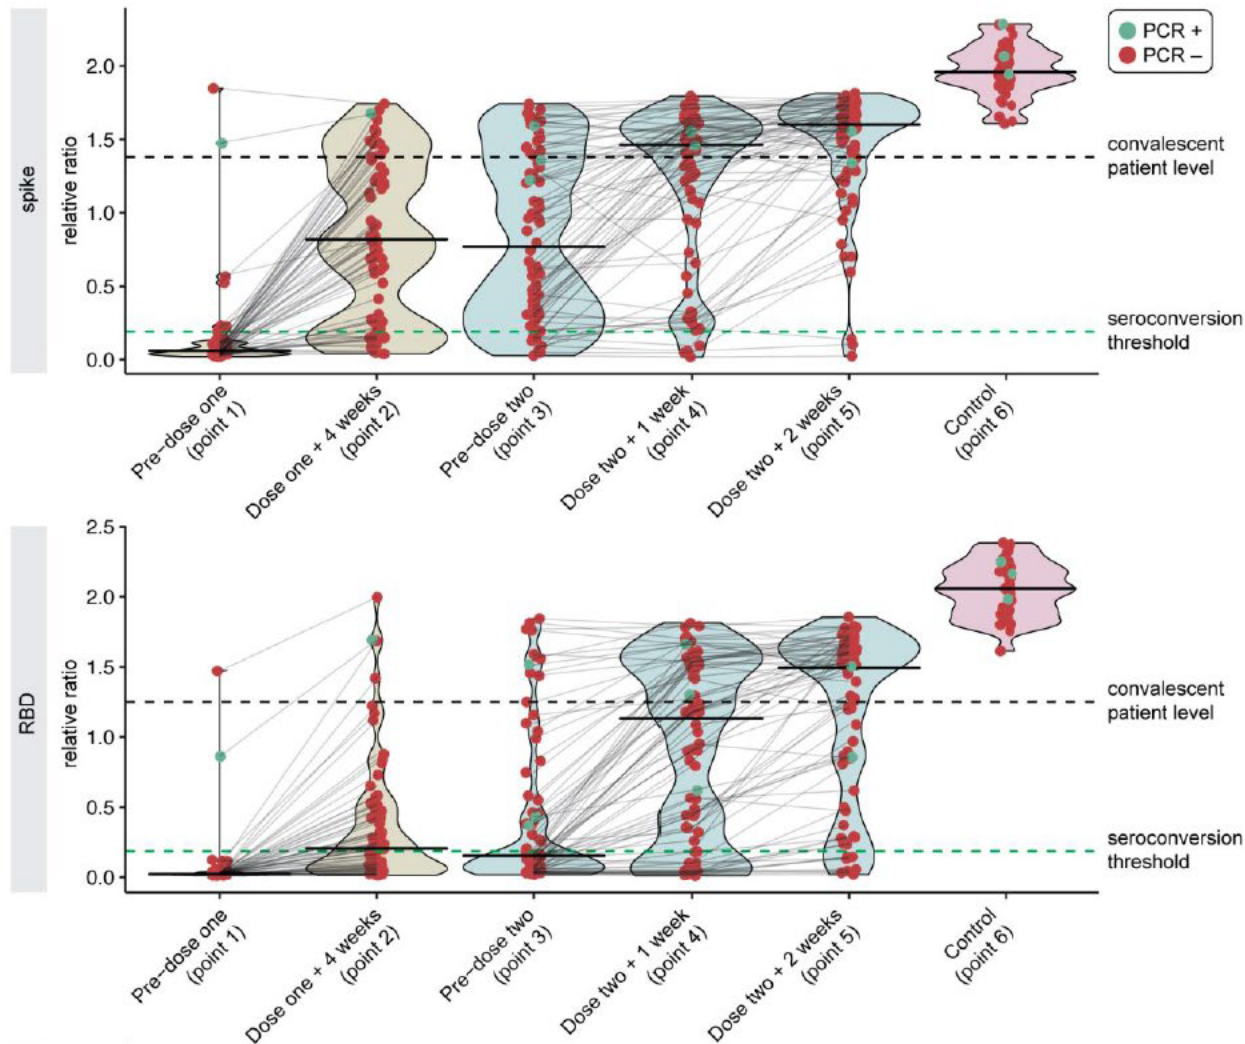 PCR +
PCR –
spike
relative ratio
2.0
1.5
1.0
0.5
0.0
convalescent
patient level
seroconversion
threshold
Pre–dose one
(point 1)
Dose one + 4 weeks
(point 2)
Pre–dose two
(point 3)
Dose two + 1 week
(point 4)
Dose two + 2 weeks
(point 5)
Control
(point 6)
RBD
relative ratio
2.5
2.0
1.5
1.0
0.5
0.0
convalescent
patient level
seroconversion
threshold
Pre–dose one
(point 1)
Dose one + 4 weeks
(point 2)
Pre–dose two
(point 3)
Dose two + 1 week
(point 4)
Dose two + 2 weeks
(point 5)
Control
(point 6)